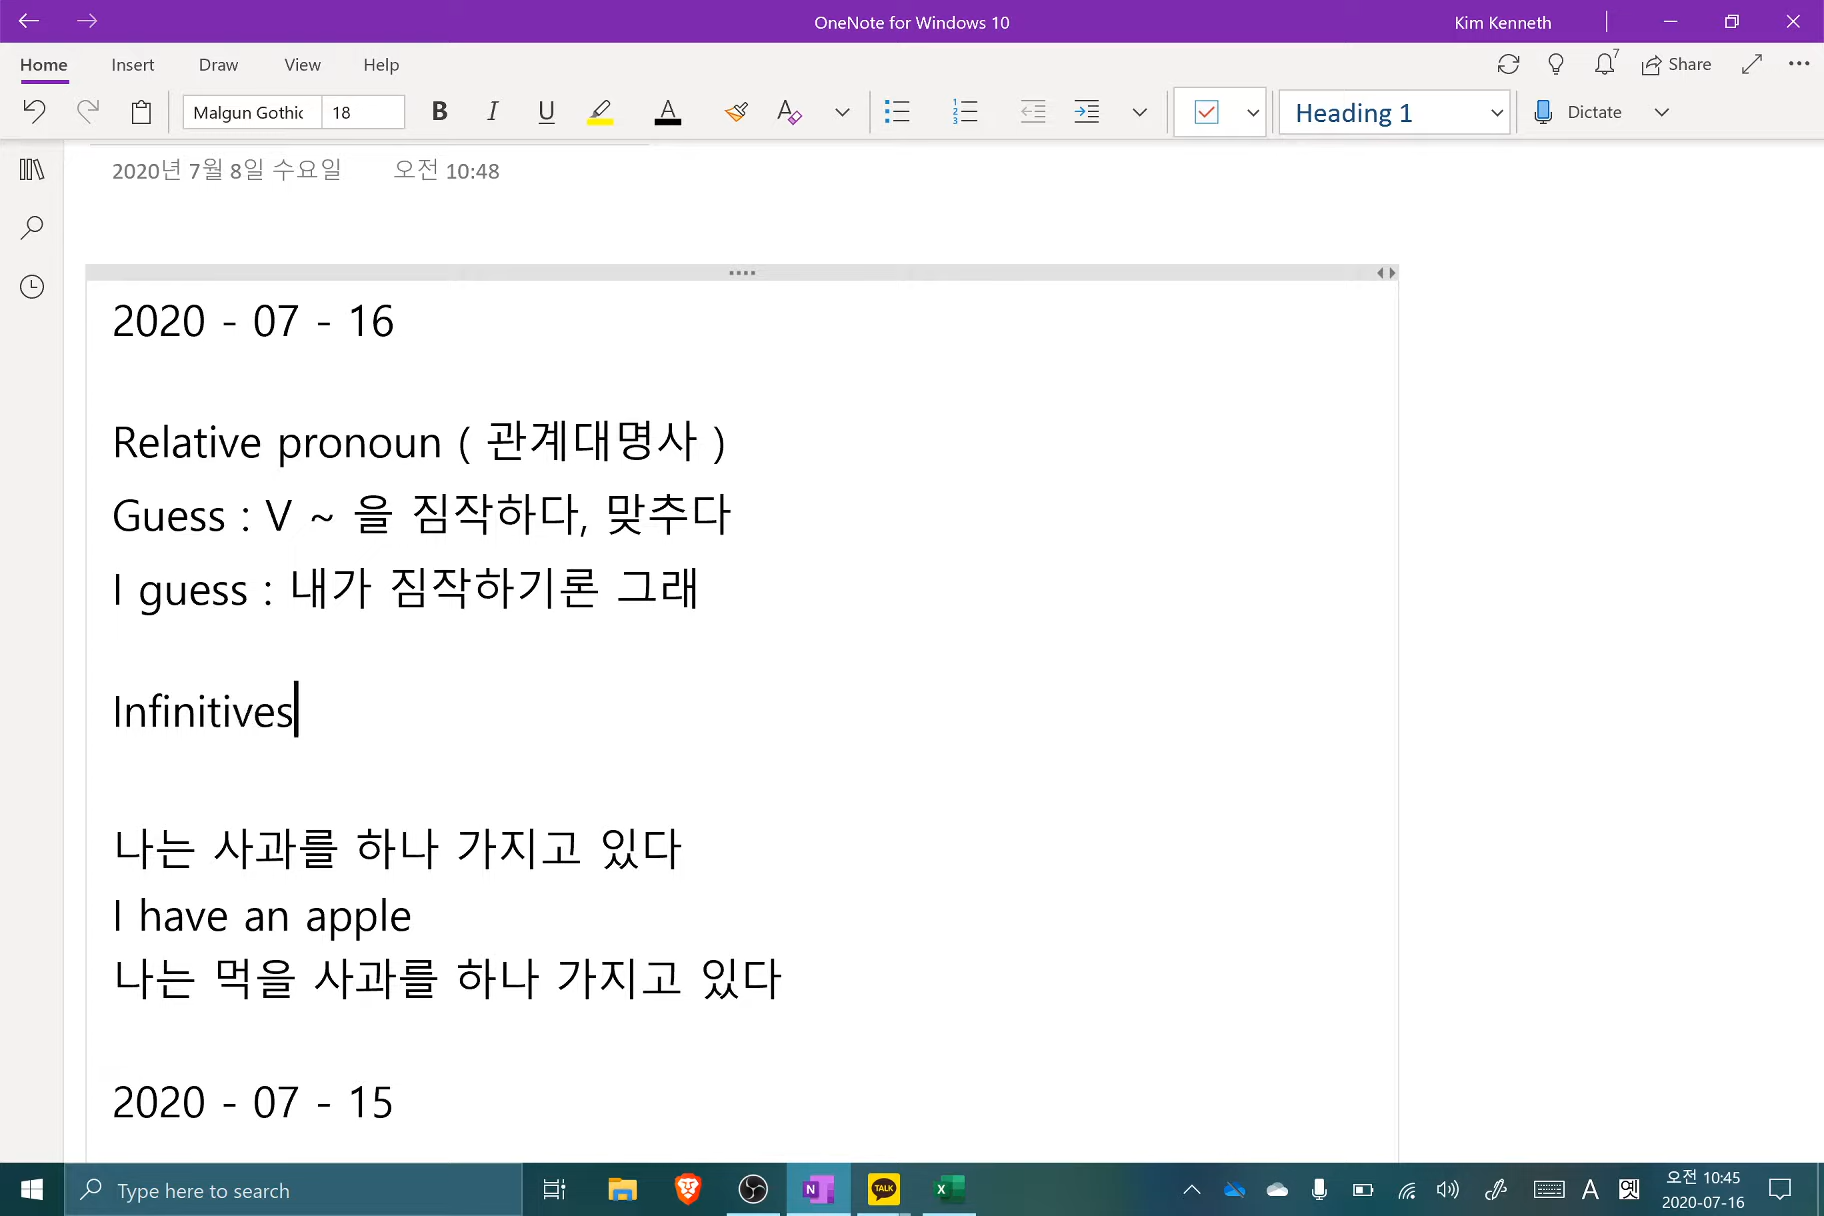 OneNote for Windows 10
Kim Kenneth
Home Insert Draw View Help
7 Share
Malgun Gothic 18 B I U A A Heading 1 Dictate
2020년 7월 8일 수요일 오전 10:48
2020 - 07 - 16
Relative pronoun ( 관계대명사 )
Guess : V ~ 을 짐작하다, 맞추다
I guess : 내가 짐작하기론 그래
Infinitives
나는 사과를 하나 가지고 있다
I have an apple
나는 먹을 사과를 하나 가지고 있다
2020 - 07 - 15
Type here to search
N TALK X
A 옛
오전 10:45
2020-07-16